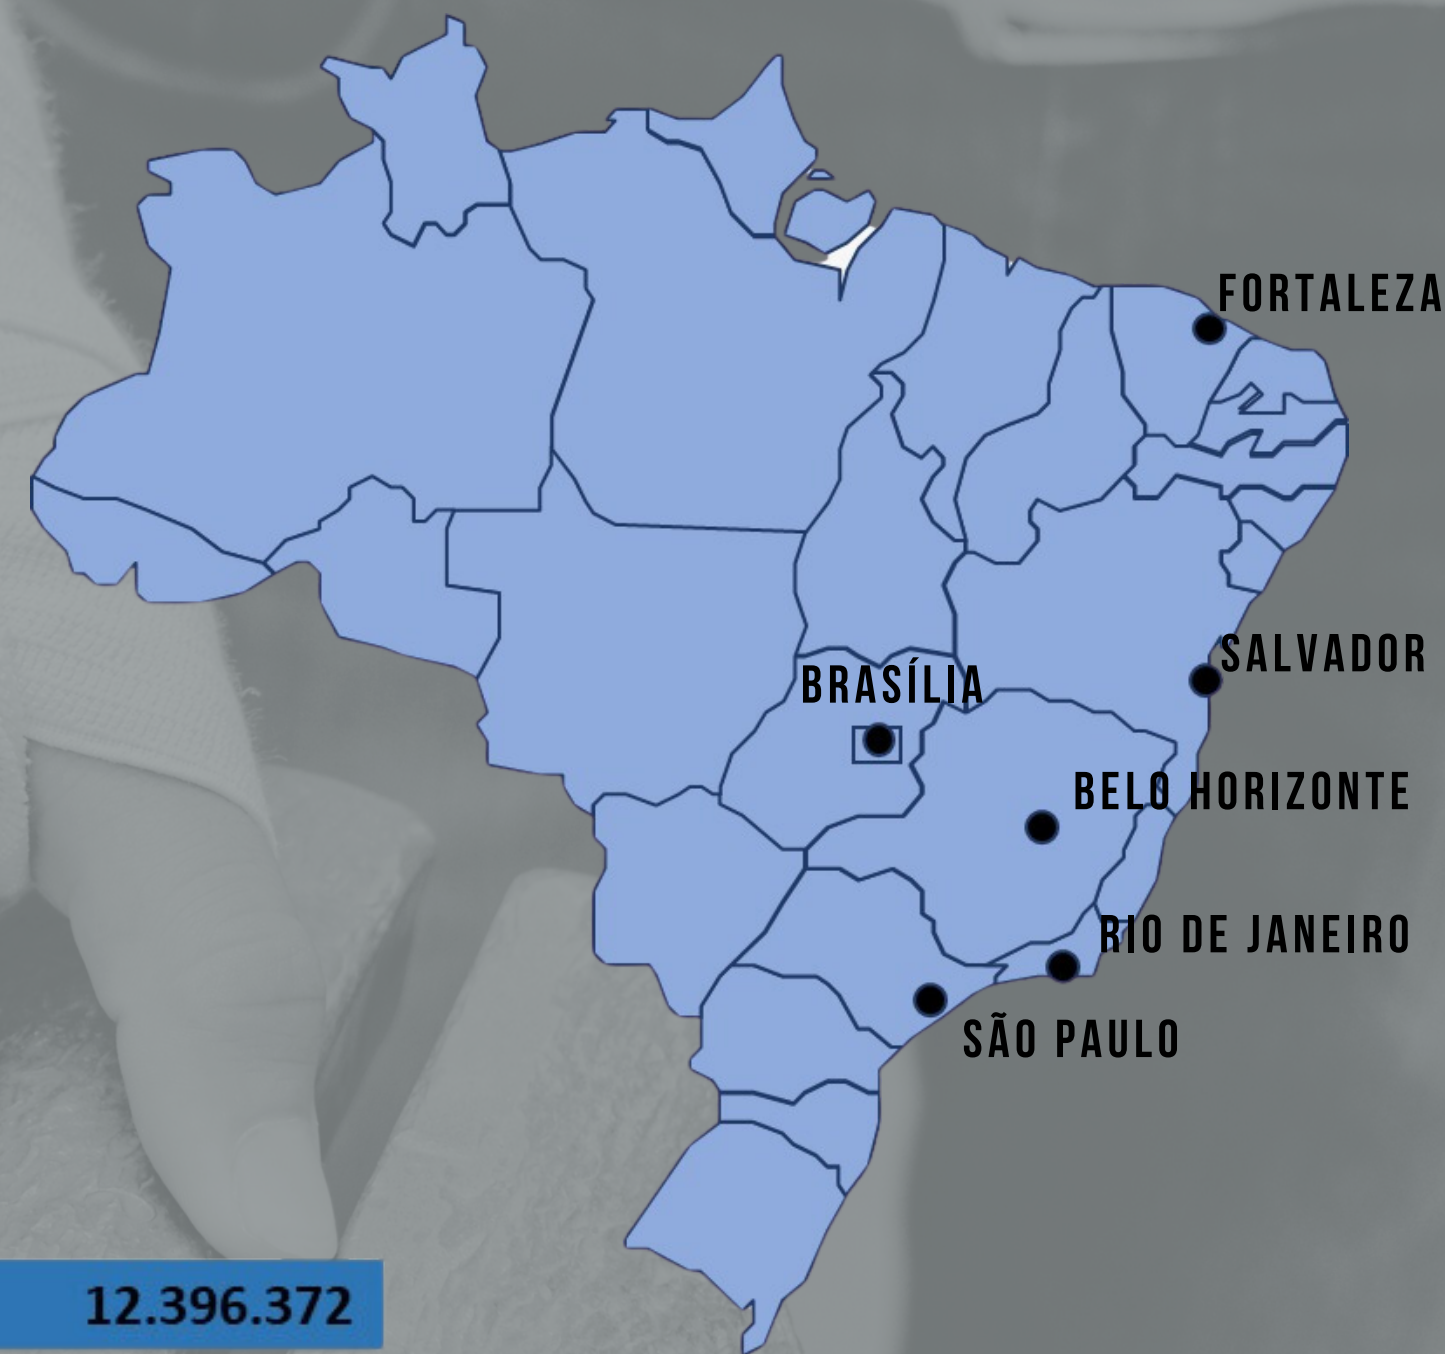 FORTALEZA
SALVADOR
BRASÍLIA
BELO HORIZONTE
RIO DE JANEIRO
SÃO PAULO
12.396.372